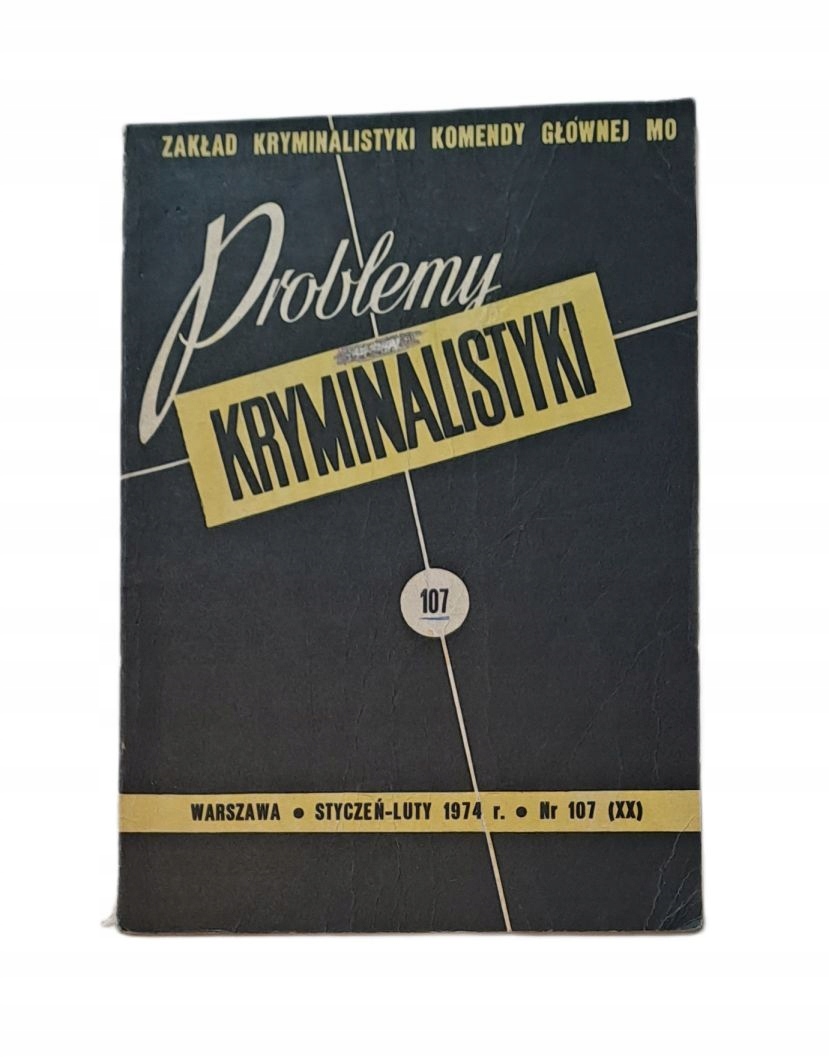 ZAKŁAD KRYMINALISTYKI KOMENDY GŁÓWNEJ MO
Problemy
KRYMINALISTYKI
107
WARSZAWA ● STYCZEŃ-LUTY 1974 r. ● Nr 107 (XX)